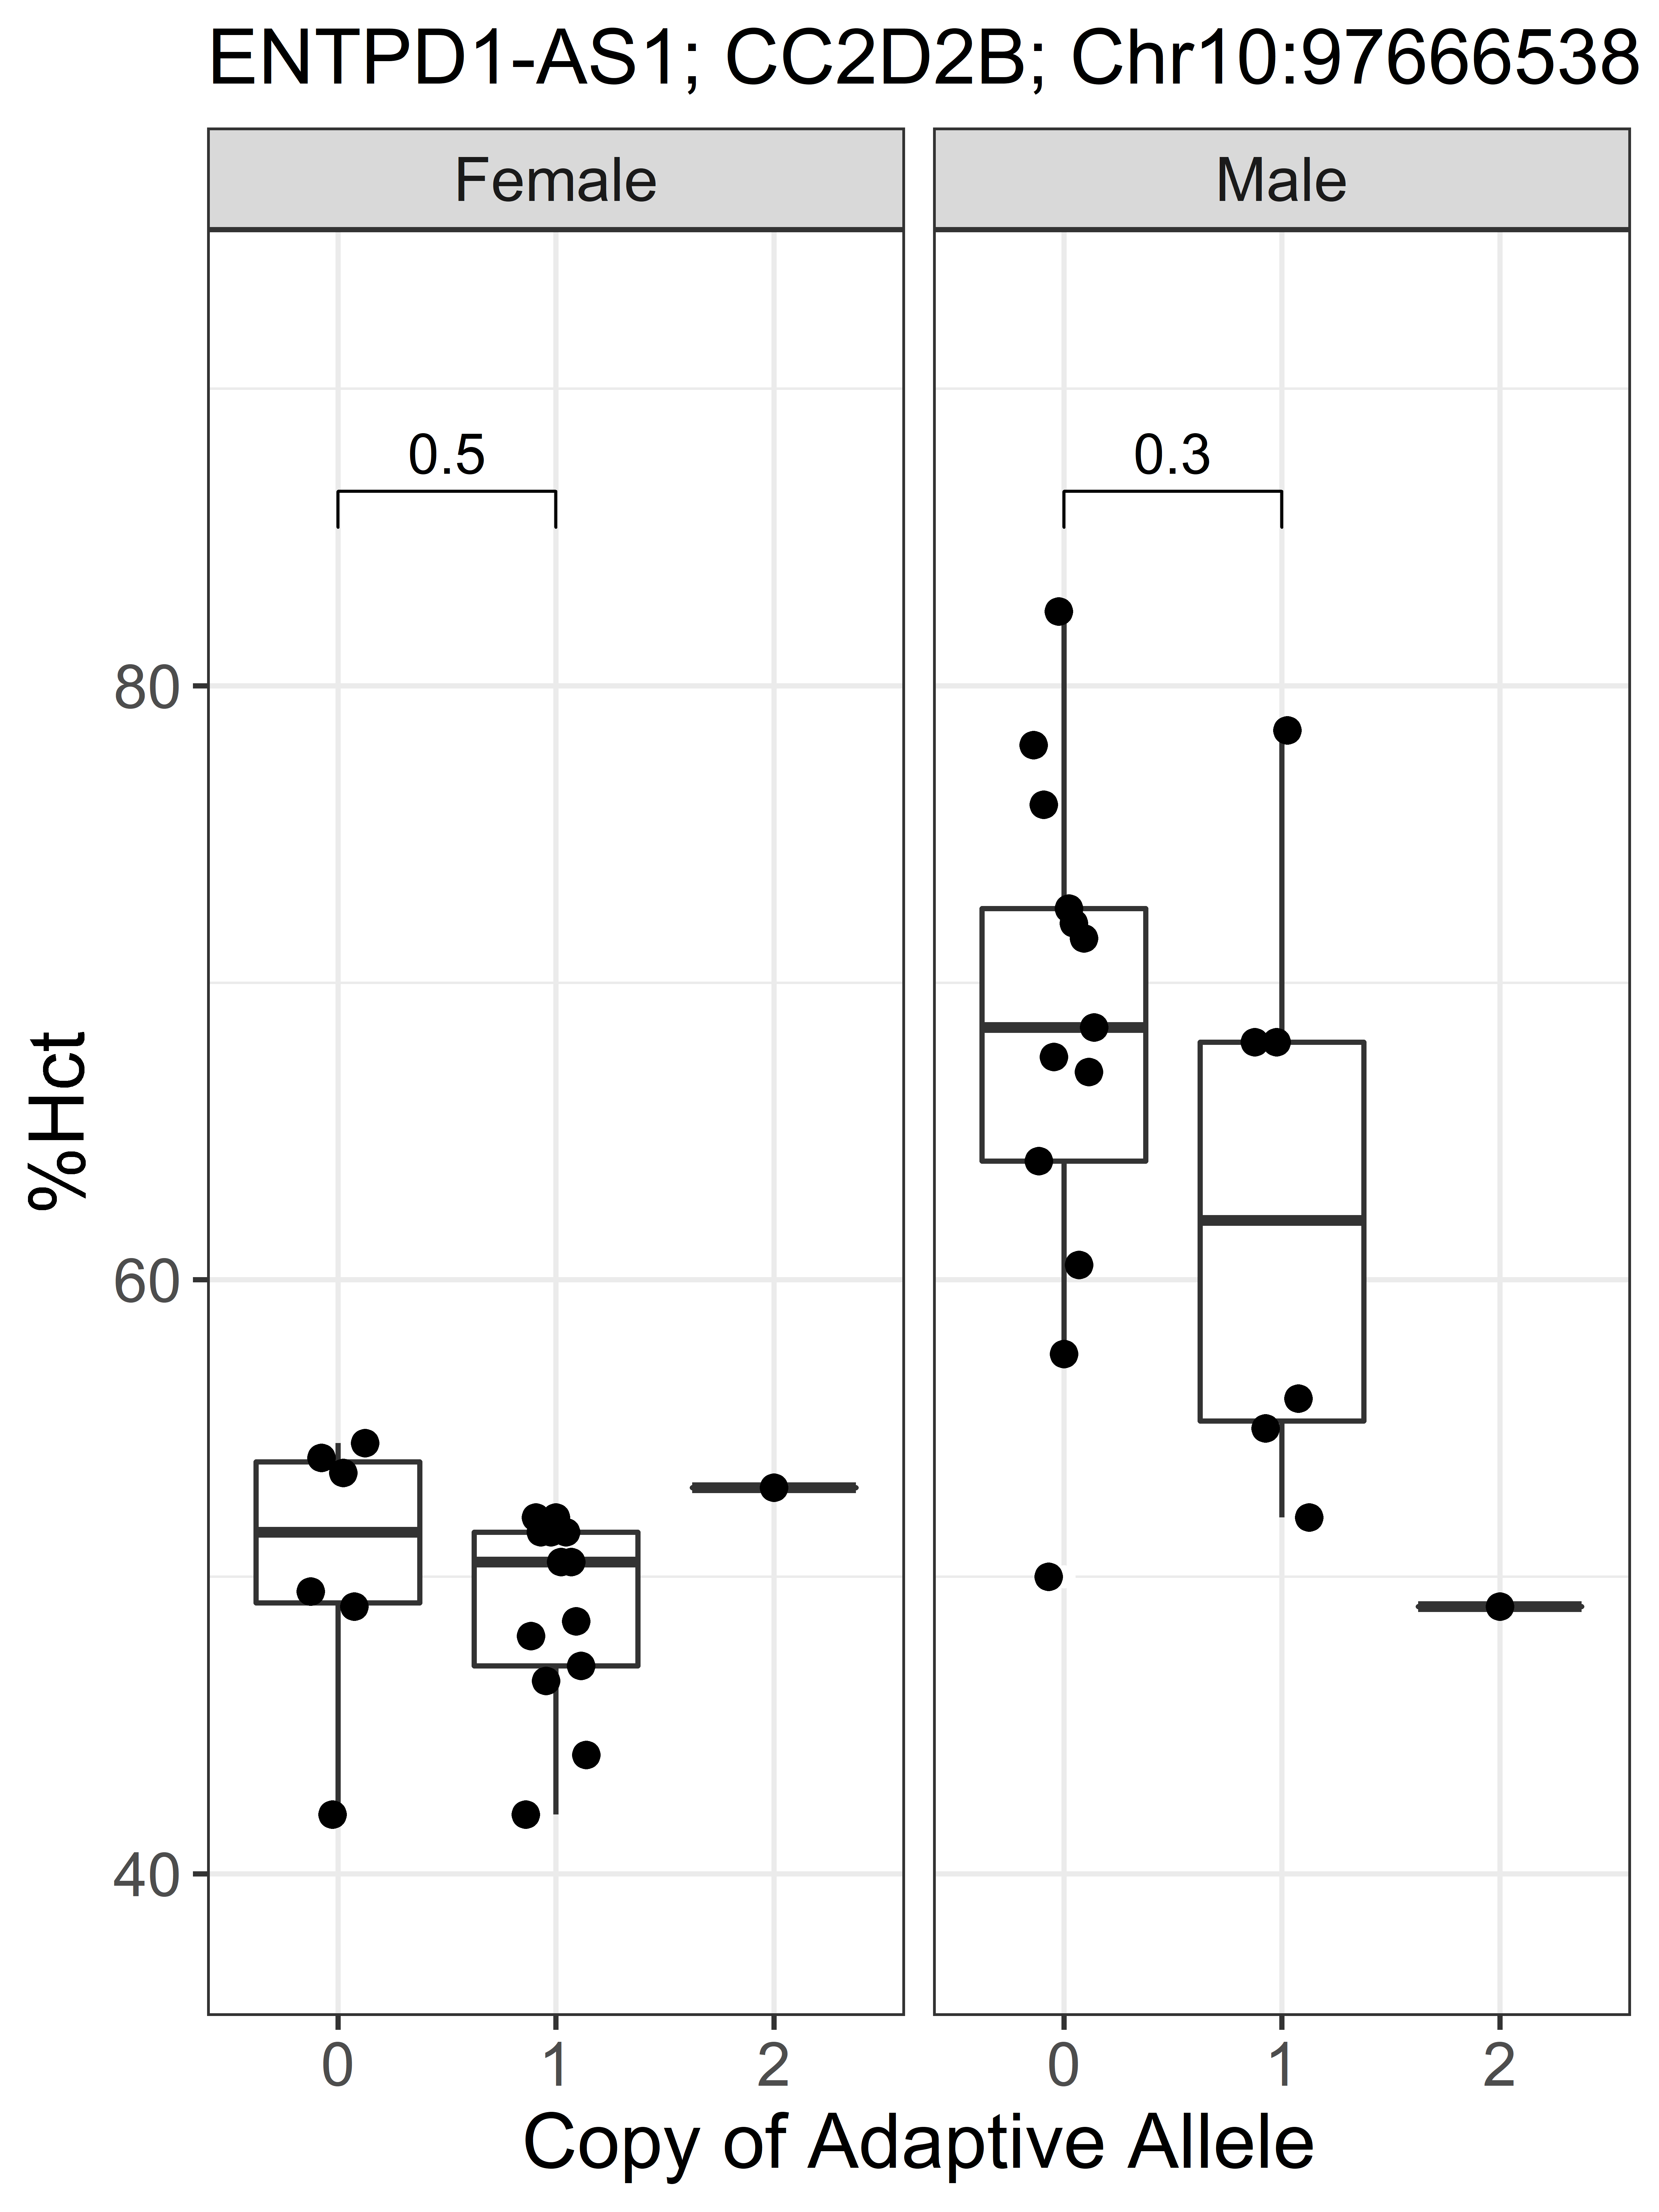 ENTPD1-AS1; CC2D2B; Chr10:97666538
Female
Male
0.5
0.3
80
60
40
%Hct
0
1
2
0
1
2
Copy of Adaptive Allele